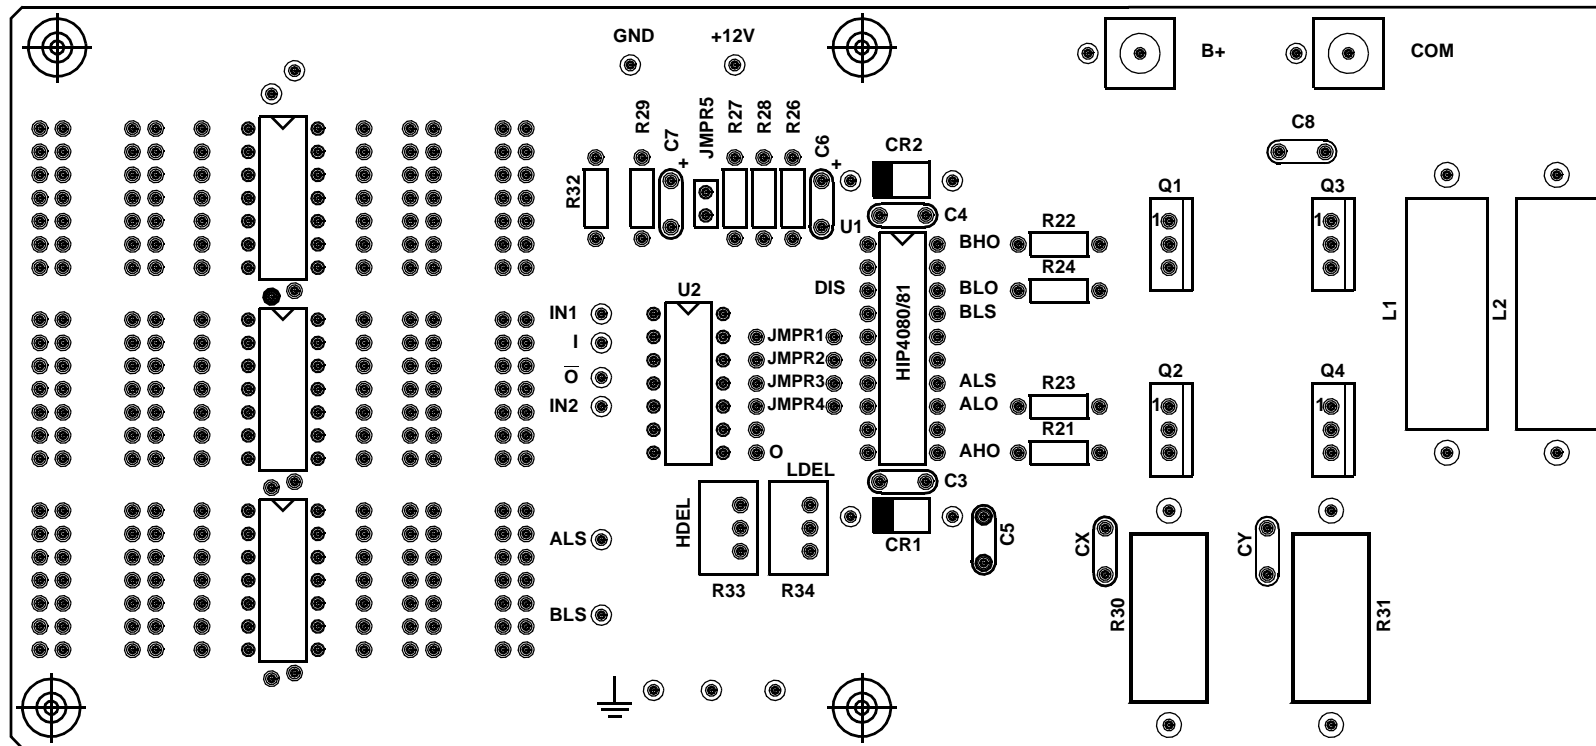 GND
+12V
B+
COM
R29
C7
+
JMPR5
R27
R28
R26
C6
+
CR2
C8
R32
Q1
Q3
C4
U1
R22
BHO
1
1
R24
DIS
BLO
U2
BLS
IN1
L1
L2
JMPR1
I
JMPR2
HIP4080/81
O
JMPR3
ALS
R23
Q2
Q4
IN2
JMPR4
ALO
1
1
R21
O
AHO
LDEL
C3
HDEL
C5
CX
CY
ALS
CR1
R33
R34
BLS
R30
R31